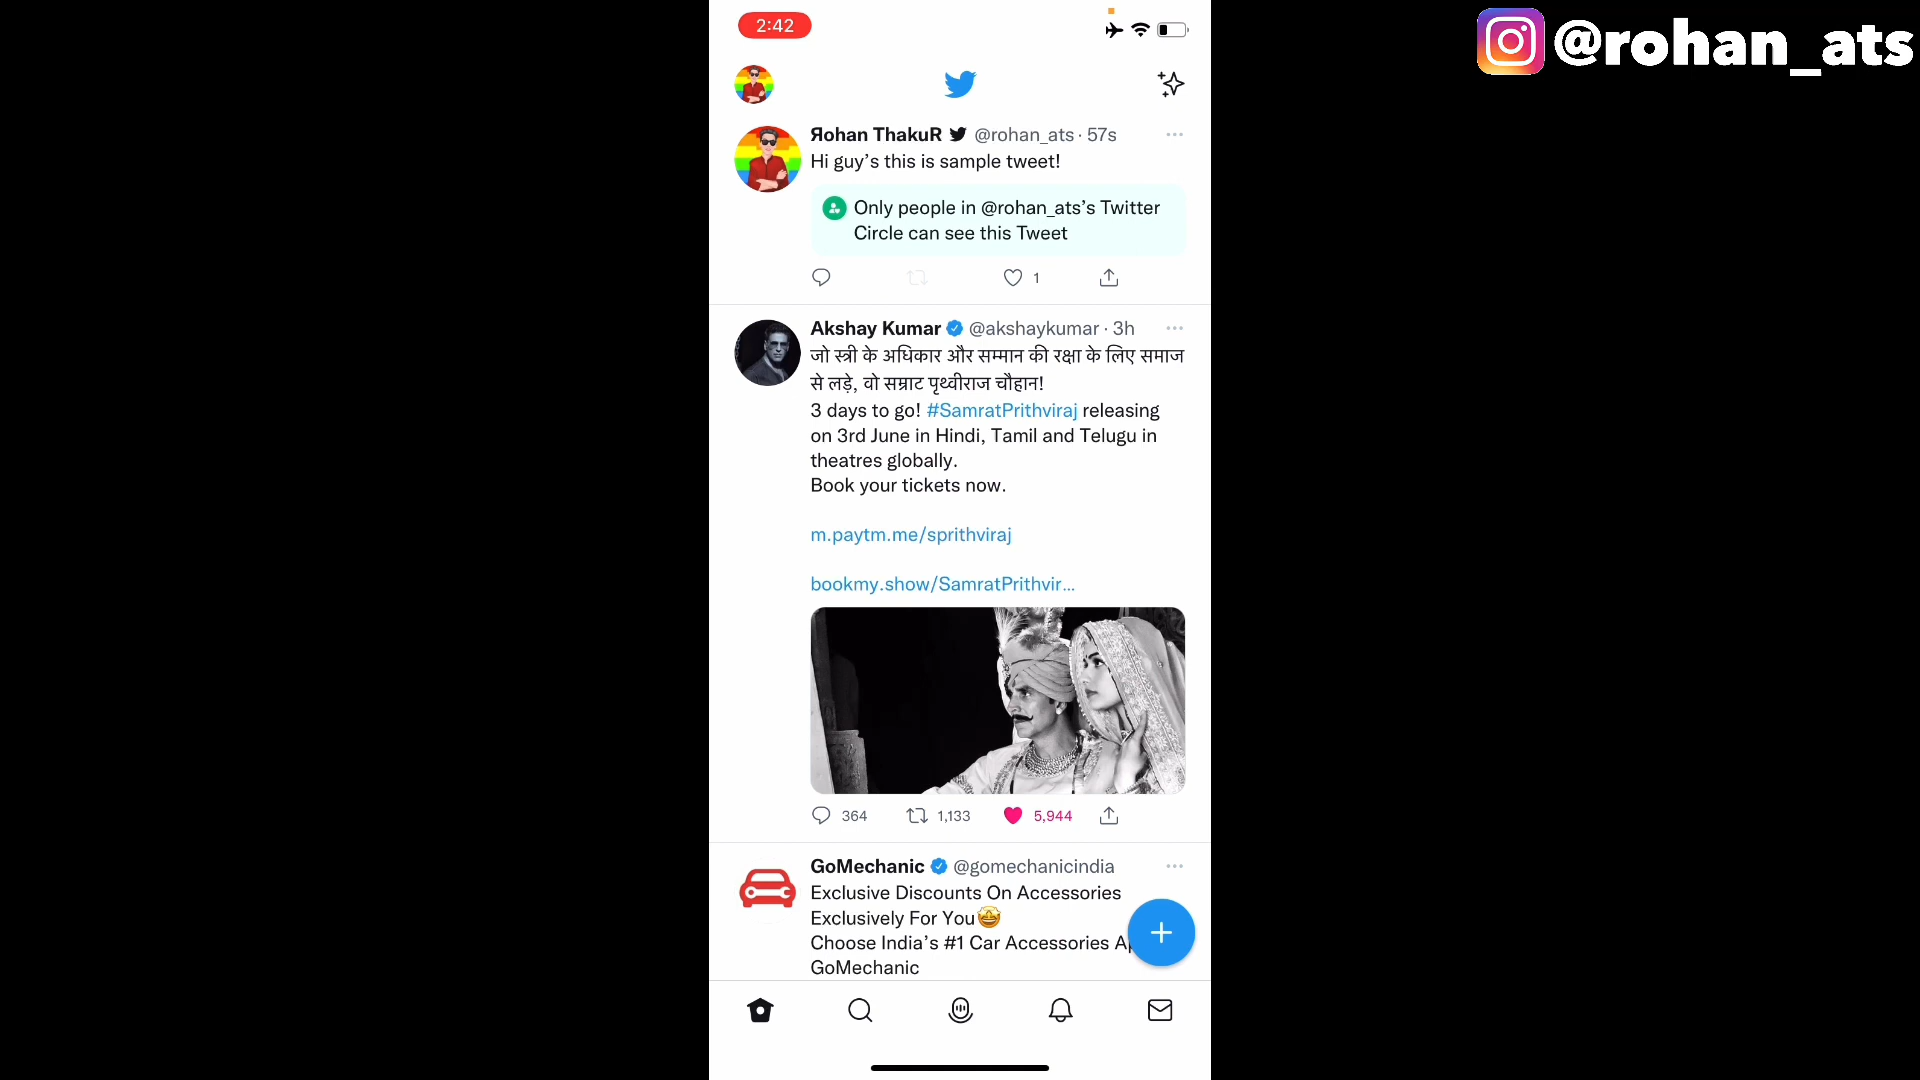 2:42
@rohan_ats
Яohan ThakuR @rohan_ats · 57s
Hi guy’s this is sample tweet!
Only people in @rohan_ats’s Twitter
Circle can see this Tweet
1
Akshay Kumar @akshaykumar · 3h
जो स्त्री के अधिकार और सम्मान की रक्षा के लिए समाज
से लड़े, वो सम्राट पृथ्वीराज चौहान!
3 days to go! #SamratPrithviraj releasing
on 3rd June in Hindi, Tamil and Telugu in
theatres globally.
Book your tickets now.
m.paytm.me/sprithviraj
bookmy.show/SamratPrithvir...
364 1,133 5,944
GoMechanic @gomechanicindia
Exclusive Discounts On Accessories
Exclusively For You🤩
Choose India’s #1 Car Accessories
GoMechanic